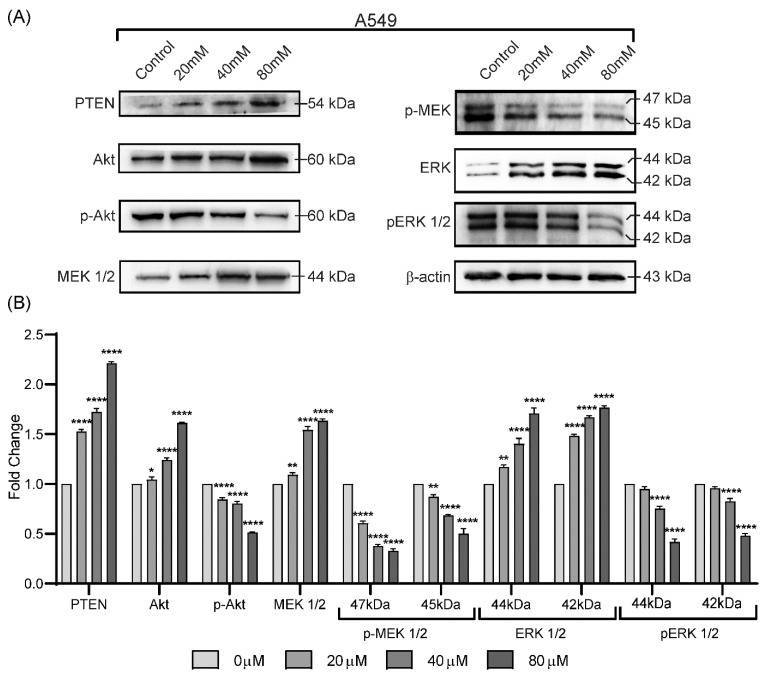 (A)
A549
Control 20mM 40mM 80mM
PTEN 54 kDa
Akt 60 kDa
p-Akt 60 kDa
MEK 1/2 44 kDa
Control 20mM 40mM 80mM
p-MEK 47 kDa
45 kDa
ERK 44 kDa
42 kDa
pERK 1/2 44 kDa
42 kDa
β-actin 43 kDa
(B)
Fold Change
2.5
2.0
1.5
1.0
0.5
0.0
**** **** ****
* **** ****
**** **** ****
** **** ****
**** **** ****
** **** ****
** **** ****
**** **** ****
**** ****
**** ****
PTEN Akt p-Akt MEK 1/2 47kDa 45kDa 44kDa 42kDa 44kDa 42kDa
p-MEK 1/2 ERK 1/2 pERK 1/2
0μM 20μM 40μM 80μM